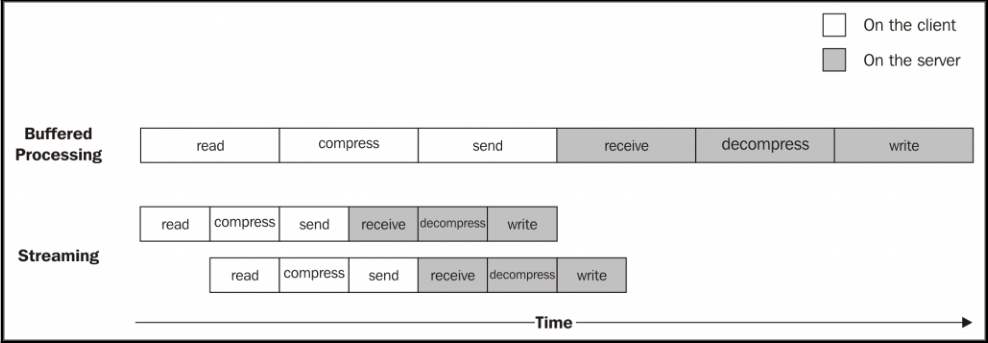 On the client
On the server
Buffered
Processing
read compress send receive decompress write
read compress send receive decompress write
Streaming
read compress send receive decompress write
Time